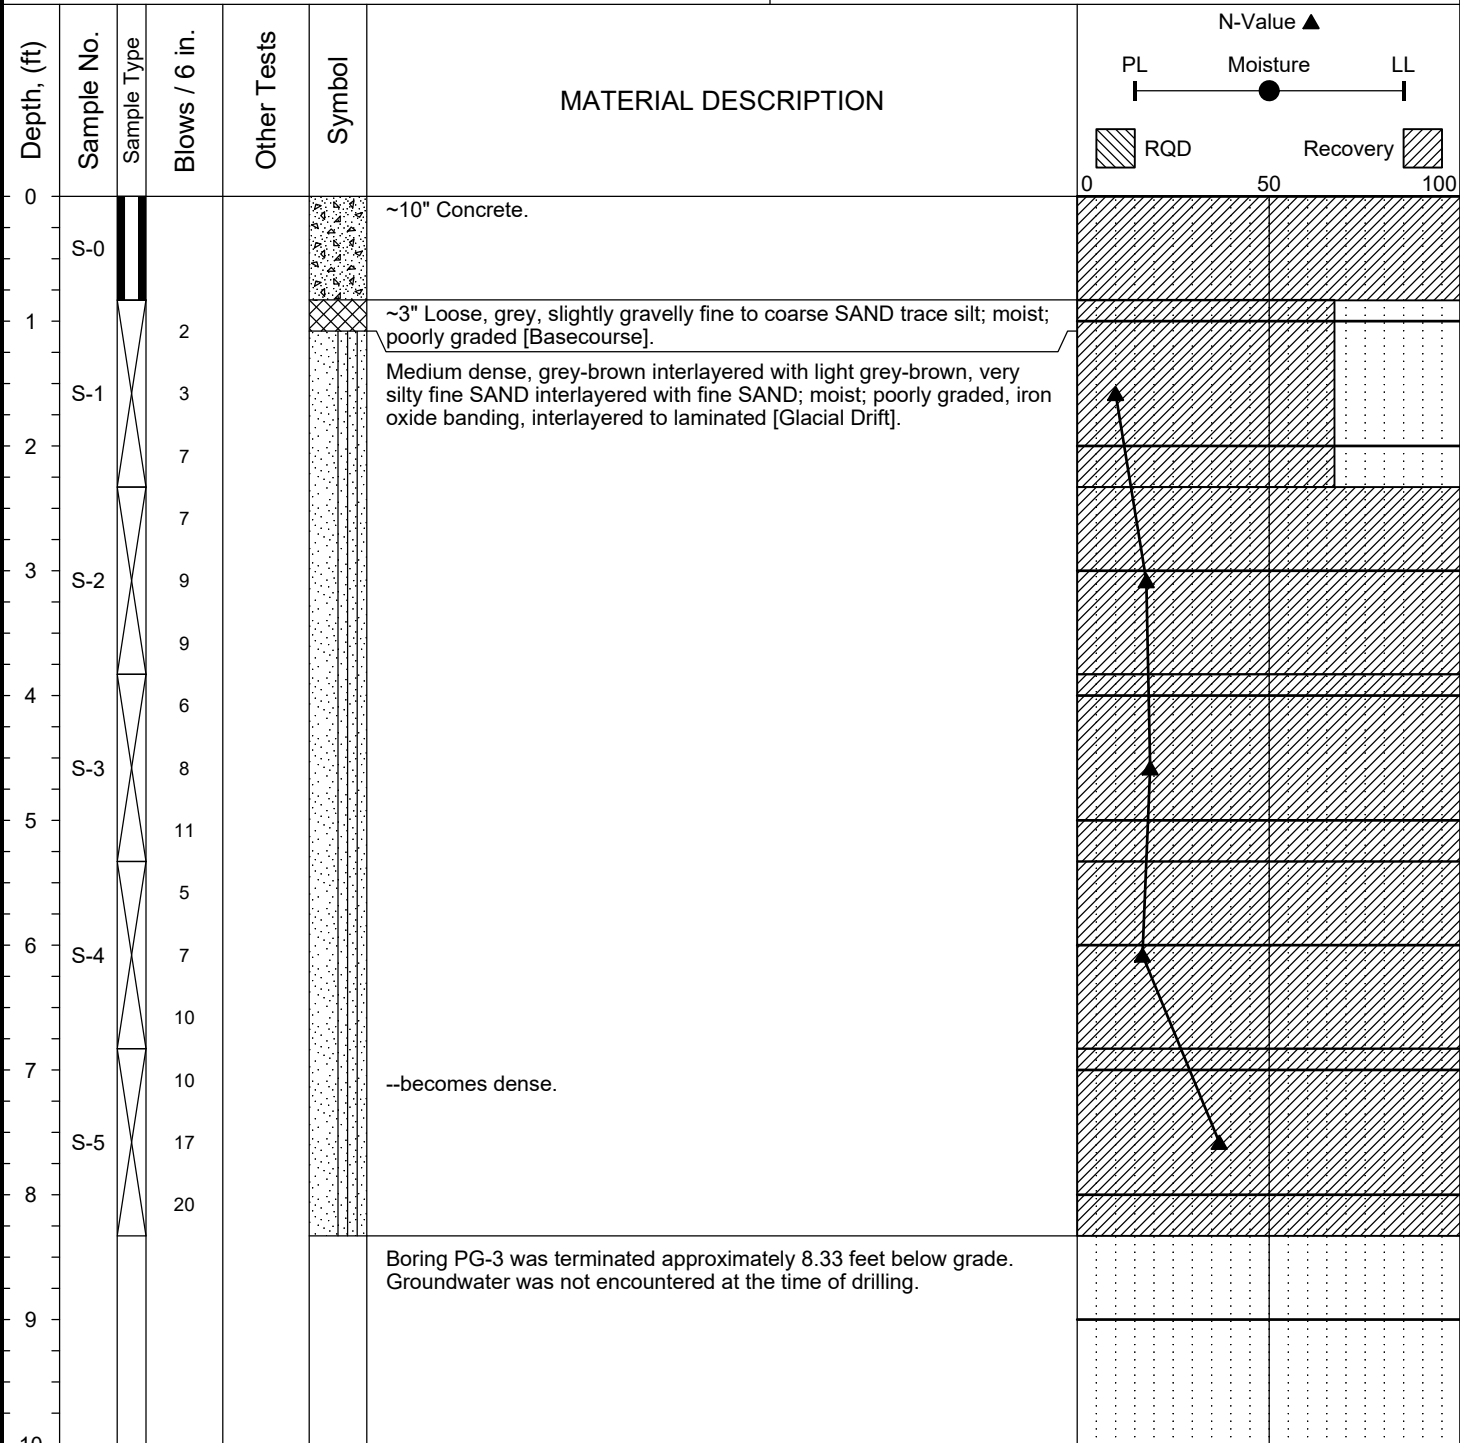 Depth, (ft)
Sample No.
Sample Type
Blows / 6 in.
Other Tests
Symbol
MATERIAL DESCRIPTION
N-Value ▲
PL Moisture LL
RQD Recovery
0 50 100
0
~10" Concrete.
S-0
~3" Loose, grey, slightly gravelly fine to coarse SAND trace silt; moist;
1
2
poorly graded [Basecourse].
Medium dense, grey-brown interlayered with light grey-brown, very
S-1 3 silty fine SAND interlayered with fine SAND; moist; poorly graded, iron
oxide banding, interlayered to laminated [Glacial Drift].
2
7
7
3
S-2 9
9
4
6
S-3 8
5
11
5
6
S-4 7
10
7
10 --becomes dense.
S-5 17
8
20
Boring PG-3 was terminated approximately 8.33 feet below grade.
Groundwater was not encountered at the time of drilling.
9
10